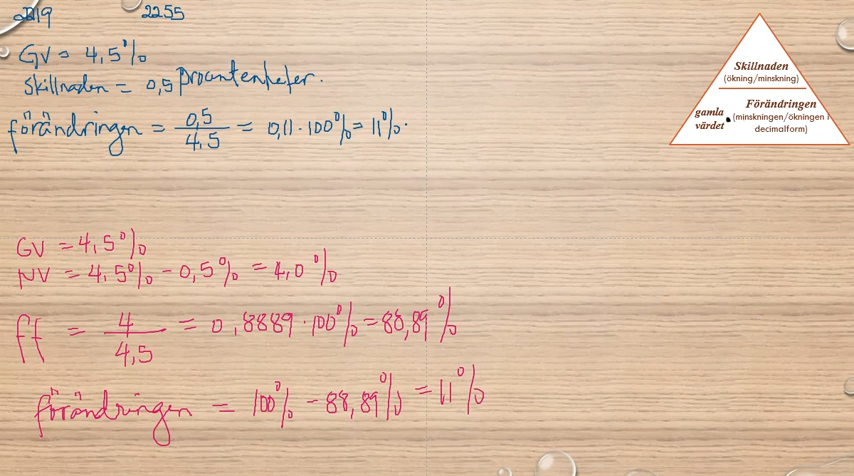 2219 2255
GV = 4,5%
skillnaden = 0,5 procentenheter.
förändringen = 0,5 / 4,5 = 0,11 · 100% = 11%.
Skillnaden
(ökning/minskning)
gamla värdet
Förändringen
(minskningen/ökningen i
decimalform)
GV = 4,5%
NV = 4,5% - 0,5% = 4,0%
ff = 4 / 4,5 = 0,8889 · 100% = 88,89%
förändringen = 100% - 88,89% = 11%